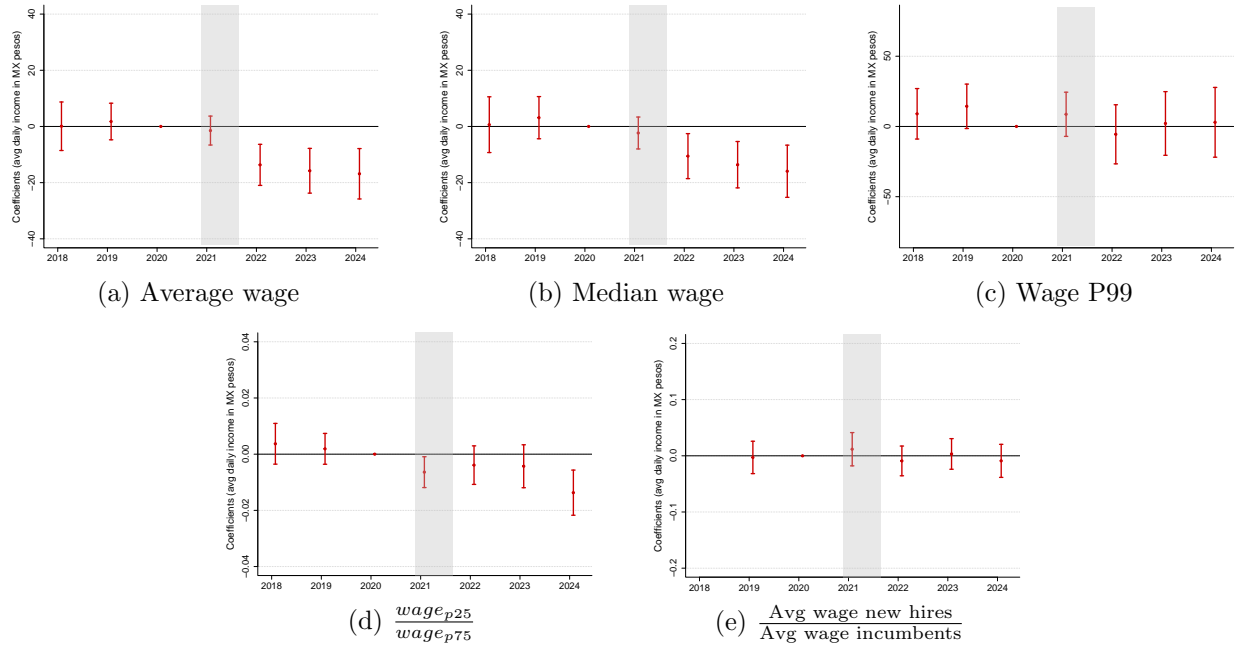 Coefficients (avg daily income in MX pesos)
40
20
0
−20
−40
2018 2019 2020 2021 2022 2023 2024
(a) Average wage
Coefficients (avg daily income in MX pesos)
40
20
0
−20
−40
2018 2019 2020 2021 2022 2023 2024
(b) Median wage
Coefficients (avg daily income in MX pesos)
50
0
−50
2018 2019 2020 2021 2022 2023 2024
(c) Wage P99
Coefficients (avg daily income in MX pesos)
0.04
0.02
0.00
−0.02
−0.04
2018 2019 2020 2021 2022 2023 2024
(d) wage_p25 / wage_p75
Coefficients (avg daily income in MX pesos)
0.2
0.1
0.0
−0.1
−0.2
2018 2019 2020 2021 2022 2023 2024
(e) Avg wage new hires / Avg wage incumbents